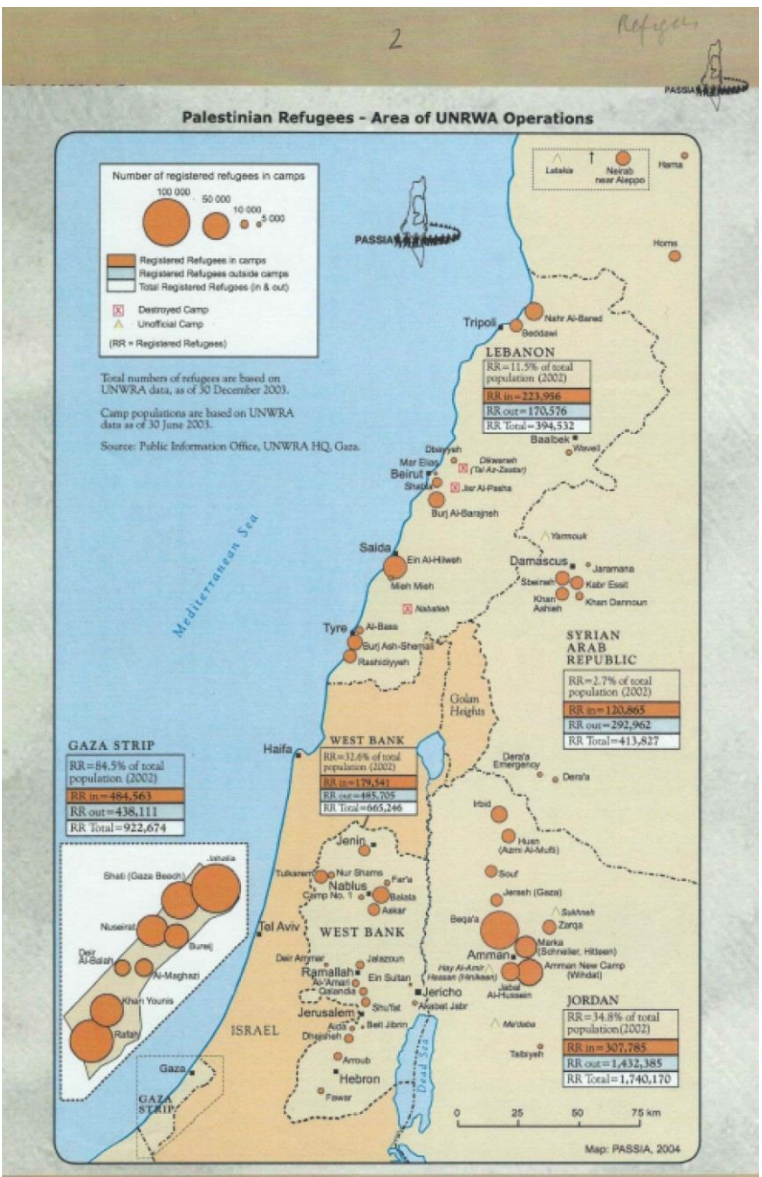 2
Refugees
PASSIA
Palestinian Refugees - Area of UNRWA Operations
Number of registered refugees in camps
100 000
50 000
10 000
5 000
Registered Refugees in camps
Registered Refugees outside camps
Total Registered Refugees (in & out)
X Destroyed Camp
Unofficial Camp
(RR = Registered Refugees)
PASSIA
Total numbers of refugees are based on
UNWRA data, as of 30 December 2003.
Camp populations are based on UNWRA
data as of 30 June 2003.
Source: Public Information Office, UNWRA HQ, Gaza.
Latakia
Neirab
near Aleppo
Hama
Homs
Tripoli
Nahr Al-Bared
Beddawi
LEBANON
RR=11.5% of total
population (2002)
RR in=223,956
RR out=170,576
RR Total=394,532
Baalbek
Wavell
Dbayyeh
Mar Elias
Dikwaneh
(Tal Az-Zaatar)
Beirut
Shatila
X Jisr Al-Pasha
Burj Al-Barajneh
Mediterranean Sea
Saida
Ein Al-Hilweh
Mieh Mieh
X Nabatieh
Yarmouk
Damascus
Jaramana
Sbeineh
Kabr Essit
Khan
Ashieh
Khan Dannoun
Tyre
Al-Bass
Burj Ash-Shemali
Rashidiyyeh
SYRIAN
ARAB
REPUBLIC
RR=2.7% of total
population (2002)
RR in=120,865
RR out=292,962
RR Total=413,827
Golan
Heights
Haifa
GAZA STRIP
RR=84.5% of total
population (2002)
RR in=484,563
RR out=438,111
RR Total=922,674
WEST BANK
RR=32.6% of total
population (2002)
RR in=179,541
RR out=485,705
RR Total=665,246
Dera'a
Emergency
Dera'a
Irbid
Husn
(Azmi Al-Mufti)
Souf
Jerash (Gaza)
Sukhneh
Beqa'a
Zarqa
Marka
(Schneller, Hitteen)
Amman
Amman New Camp
(Wihdat)
Hay Al-Amir
Hassan
Jabal
Al-Hussein
Ma'daba
Talbiyeh
JORDAN
RR=34.8% of total
population(2002)
RR in=307,785
RR out=1,432,385
RR Total=1,740,170
Jabalia
Shati (Gaza Beach)
Nuseirat
Bureij
Deir
Al-Balah
Al-Maghazi
Khan Younis
Rafah
Jenin
Tulkarem
Nur Shams
Far'a
Nablus
Camp No. 1
Balata
Askar
Tel Aviv
WEST BANK
Deir Ammar
Jalazoun
Ramallah
Al-'Amari
Ein Sultan
Qalandia
Jericho
Shu'fat
Akabat Jabr
Jerusalem
Aida
Beit Jibrin
Dheisheh
Arroub
Hebron
Fawar
ISRAEL
Gaza
GAZA
STRIP
Dead Sea
0 25 50 75 km
Map: PASSIA, 2004